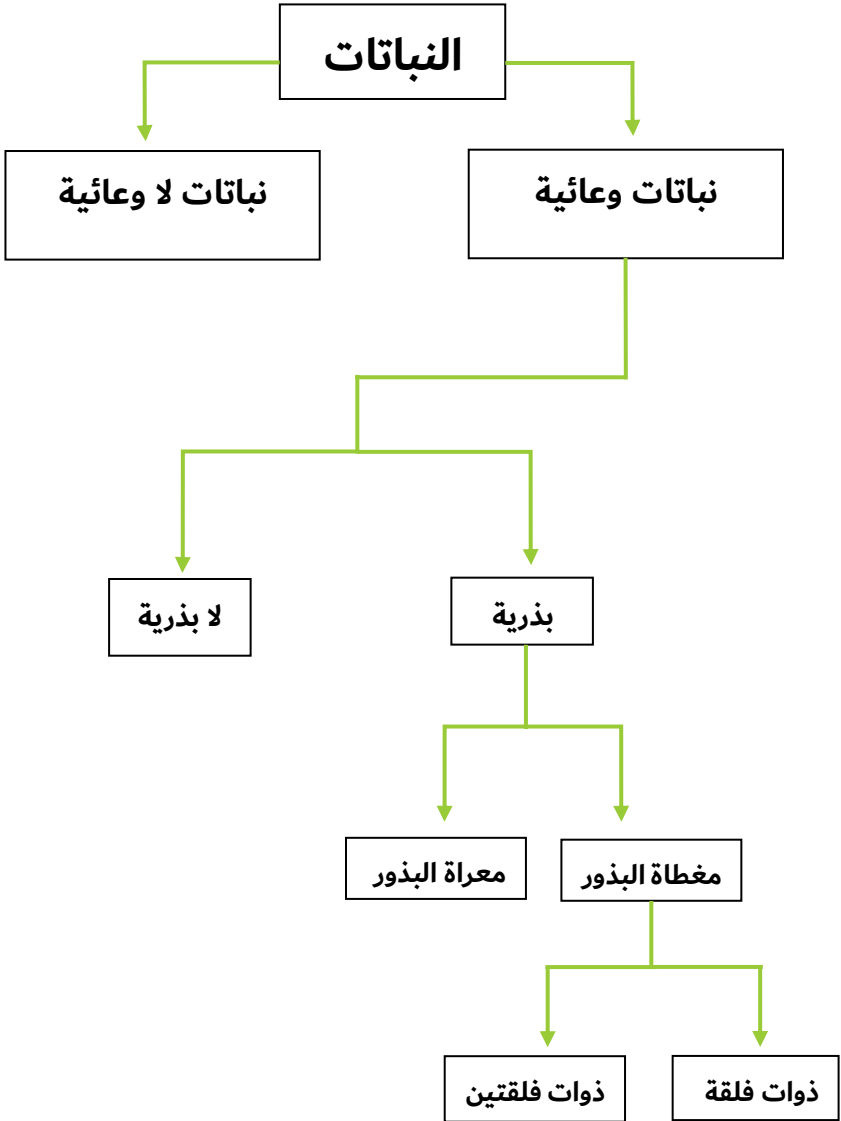 النباتات
نباتات وعائية
نباتات لا وعائية
بذرية
لا بذرية
مغطاة البذور
معراة البذور
ذوات فلقة
ذوات فلقتين